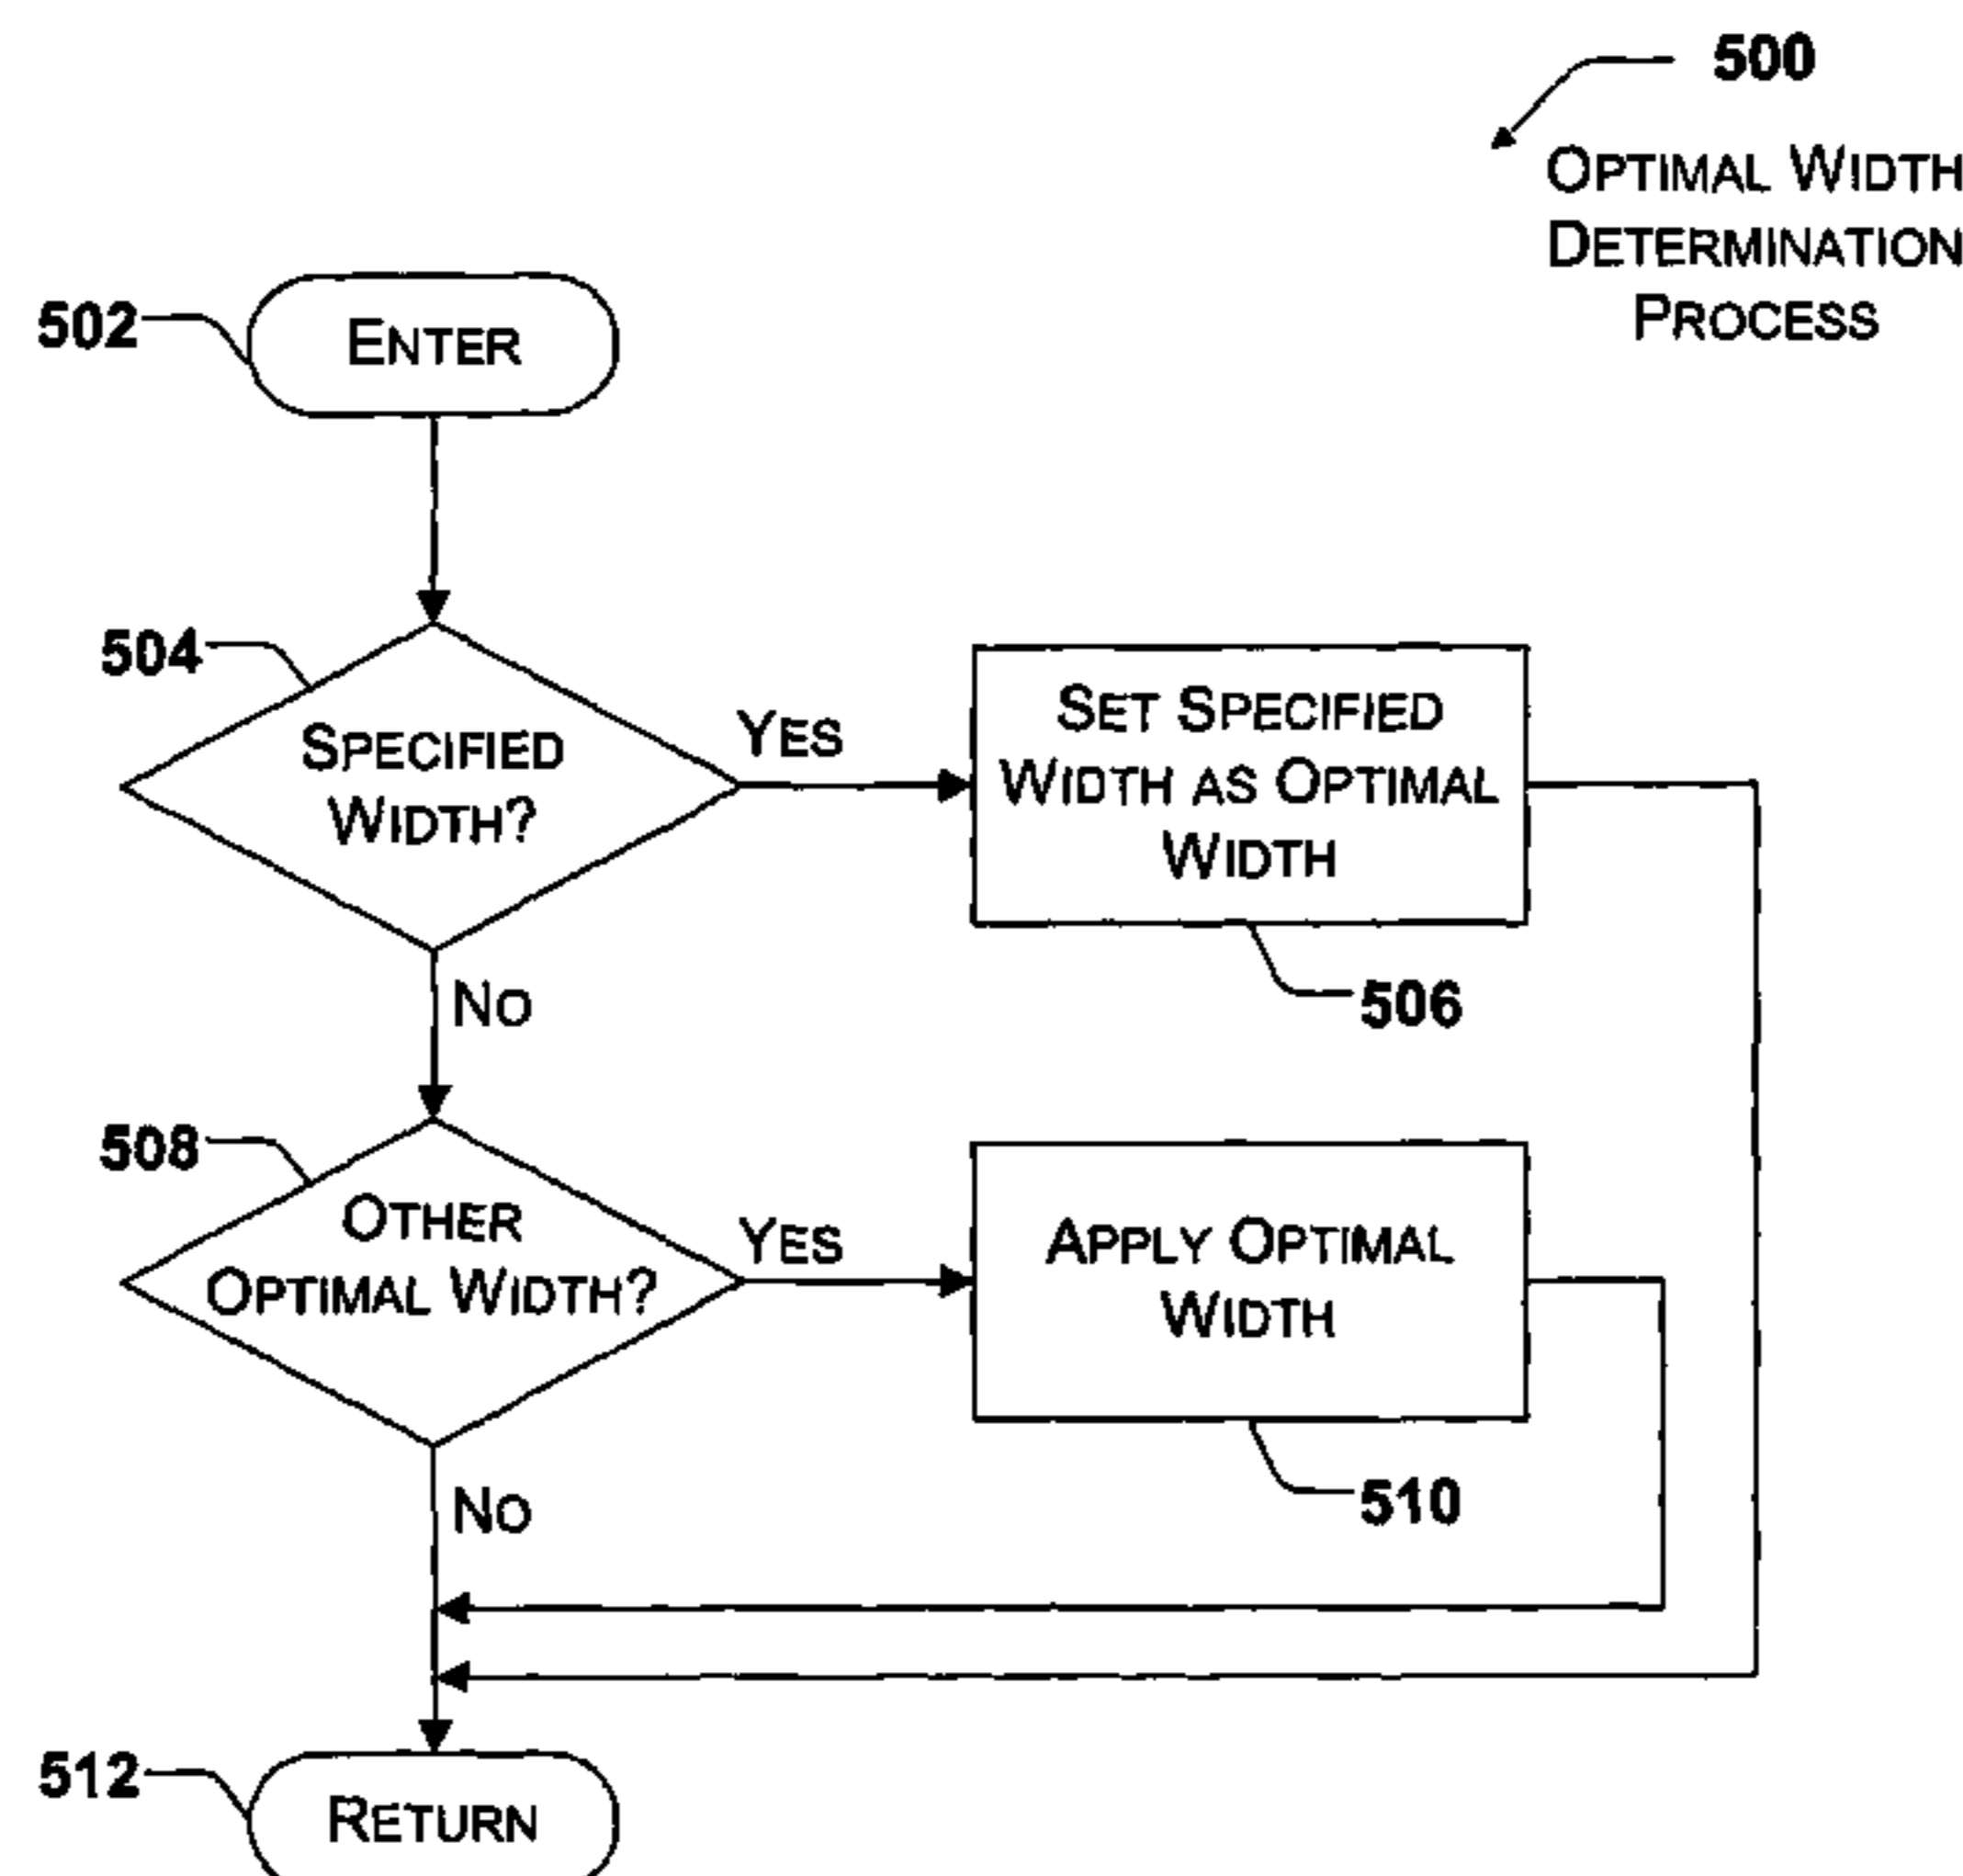 500
OPTIMAL WIDTH
DETERMINATION
PROCESS
502
ENTER
504
SPECIFIED
WIDTH?
YES
SET SPECIFIED
WIDTH AS OPTIMAL
WIDTH
506
NO
508
OTHER
OPTIMAL WIDTH?
YES
APPLY OPTIMAL
WIDTH
510
NO
512
RETURN